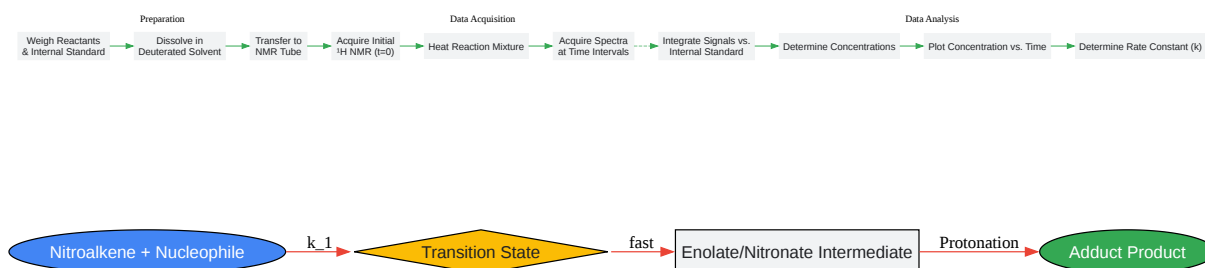 Preparation
Data Acquisition
Data Analysis
Weigh Reactants
& Internal Standard
Dissolve in
Deuterated Solvent
Transfer to
NMR Tube
Acquire Initial
¹H NMR (t=0)
Heat Reaction Mixture
Acquire Spectra
at Time Intervals
Integrate Signals vs.
Internal Standard
Determine Concentrations
Plot Concentration vs. Time
Determine Rate Constant (k)
Nitroalkene + Nucleophile
k_1
Transition State
fast
Enolate/Nitronate Intermediate
Protonation
Adduct Product